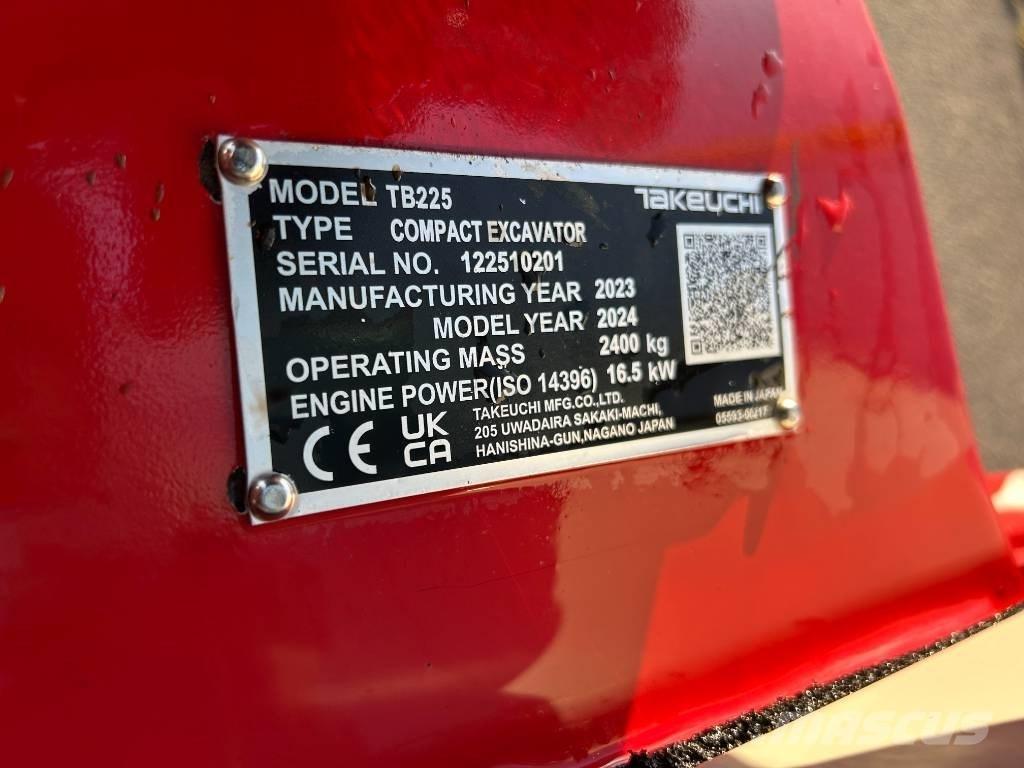 MODEL TB225
TAKEUCHI
TYPE COMPACT EXCAVATOR
SERIAL NO. 122510201
MANUFACTURING YEAR 2023
MODEL YEAR 2024
OPERATING MASS 2400 kg
ENGINE POWER(ISO 14396) 16.5 kW
CE UKCA
TAKEUCHI MFG.CO.,LTD.
205 UWADAIRA SAKAKI-MACHI,
HANISHINA-GUN,NAGANO JAPAN
MADE IN JAPAN
MASCUS